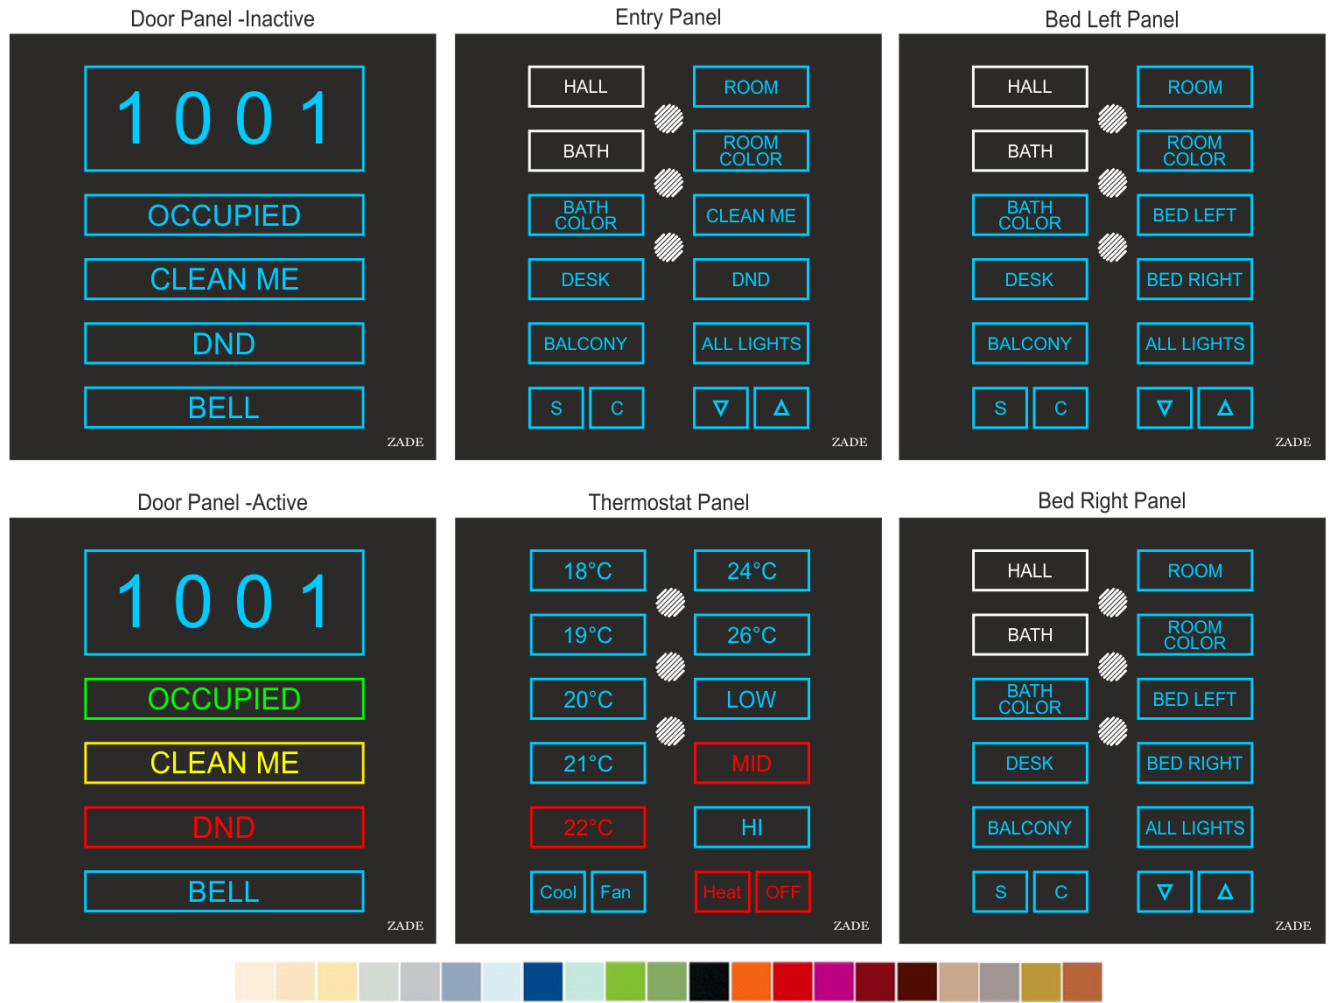 Door Panel -Inactive
1 0 0 1
OCCUPIED
CLEAN ME
DND
BELL
ZADE
Entry Panel
HALL ROOM
BATH ROOM
COLOR
BATH
COLOR CLEAN ME
DESK DND
BALCONY ALL LIGHTS
S C ▽ △
ZADE
Bed Left Panel
HALL ROOM
BATH ROOM
COLOR
BATH
COLOR BED LEFT
DESK BED RIGHT
BALCONY ALL LIGHTS
S C ▽ △
ZADE
Door Panel -Active
1 0 0 1
OCCUPIED
CLEAN ME
DND
BELL
ZADE
Thermostat Panel
18°C 24°C
19°C 26°C
20°C LOW
21°C MID
22°C HI
Cool Fan Heat OFF
ZADE
Bed Right Panel
HALL ROOM
BATH ROOM
COLOR
BATH
COLOR BED LEFT
DESK BED RIGHT
BALCONY ALL LIGHTS
S C ▽ △
ZADE